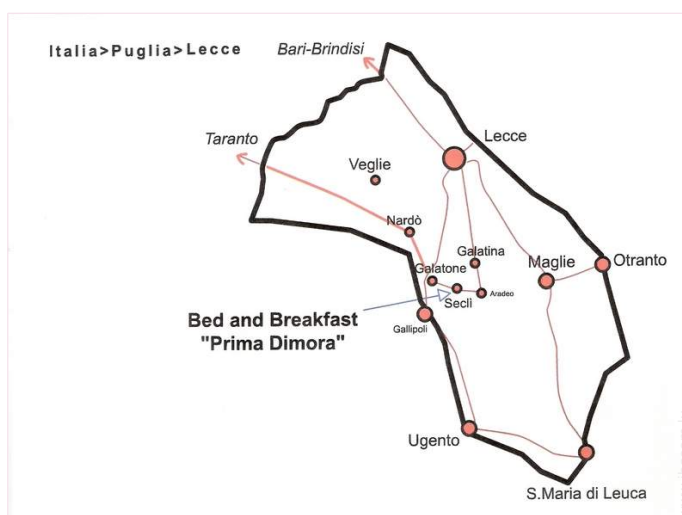 Italia>Puglia>Lecce
Bari-Brindisi
Taranto
Lecce
Veglie
Nardò
Galatina
Galatone
Maglie
Otranto
Seclì
Aradeo
Bed and Breakfast
"Prima Dimora"
Gallipoli
Ugento
S.Maria di Leuca